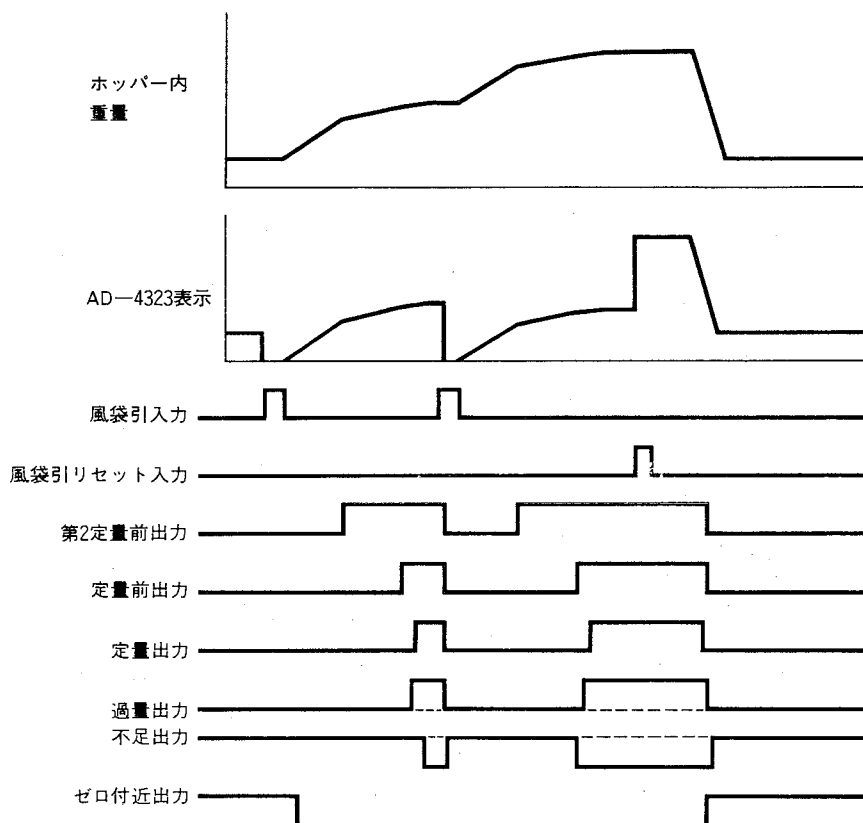 ホッパー内
重量
AD―4323表示
風袋引入力
風袋引リセット入力
第2定量前出力
定量前出力
定量出力
過量出力
不足出力
ゼロ付近出力